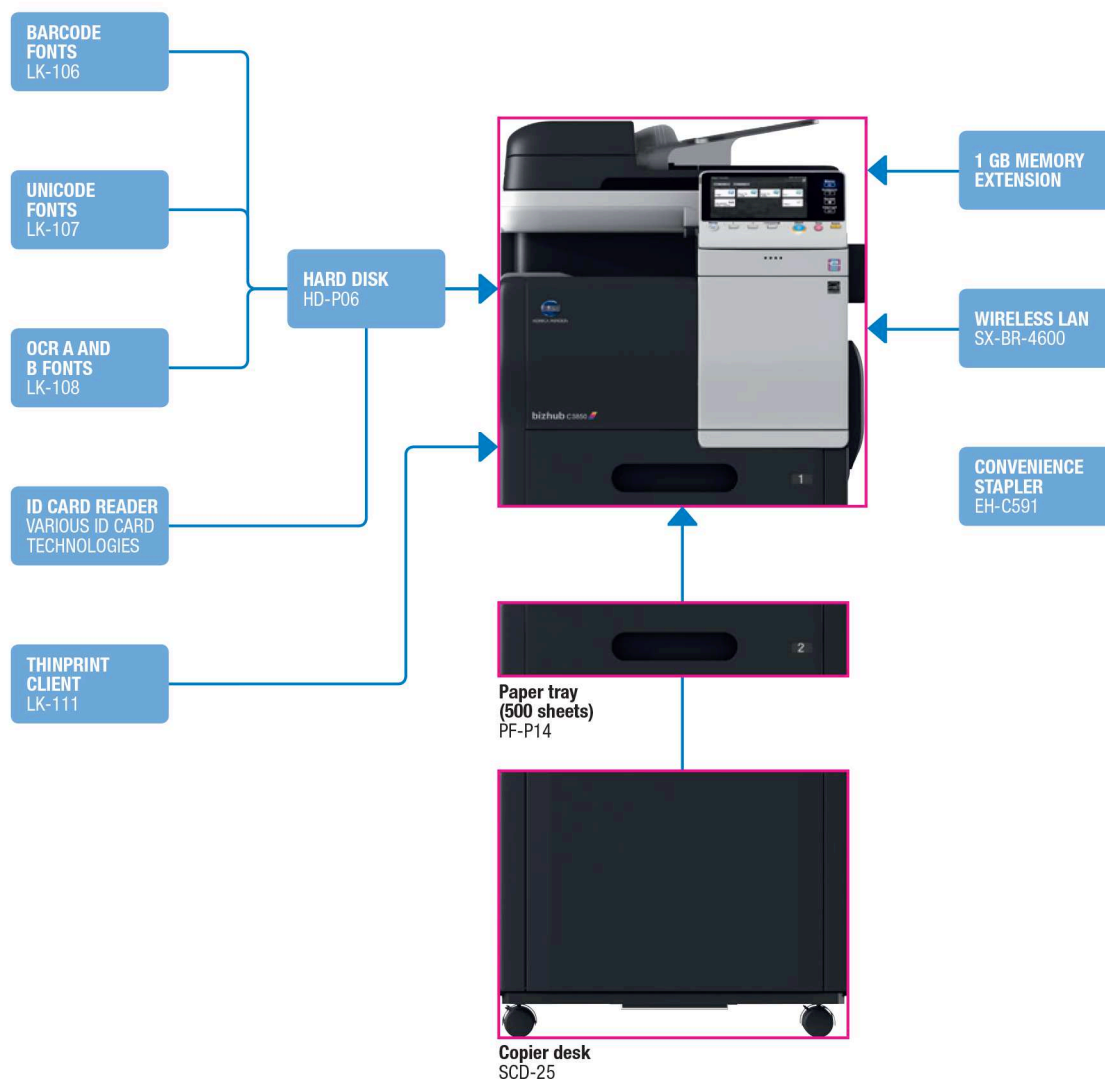 BARCODE
FONTS
LK-106
UNICODE
FONTS
LK-107
OCR A AND
B FONTS
LK-108
ID CARD READER
VARIOUS ID CARD
TECHNOLOGIES
THINPRINT
CLIENT
LK-111
HARD DISK
HD-P06
KONICA MINOLTA
bizhub C3850
1
2
Paper tray
(500 sheets)
PF-P14
Copier desk
SCD-25
1 GB MEMORY
EXTENSION
WIRELESS LAN
SX-BR-4600
CONVENIENCE
STAPLER
EH-C591